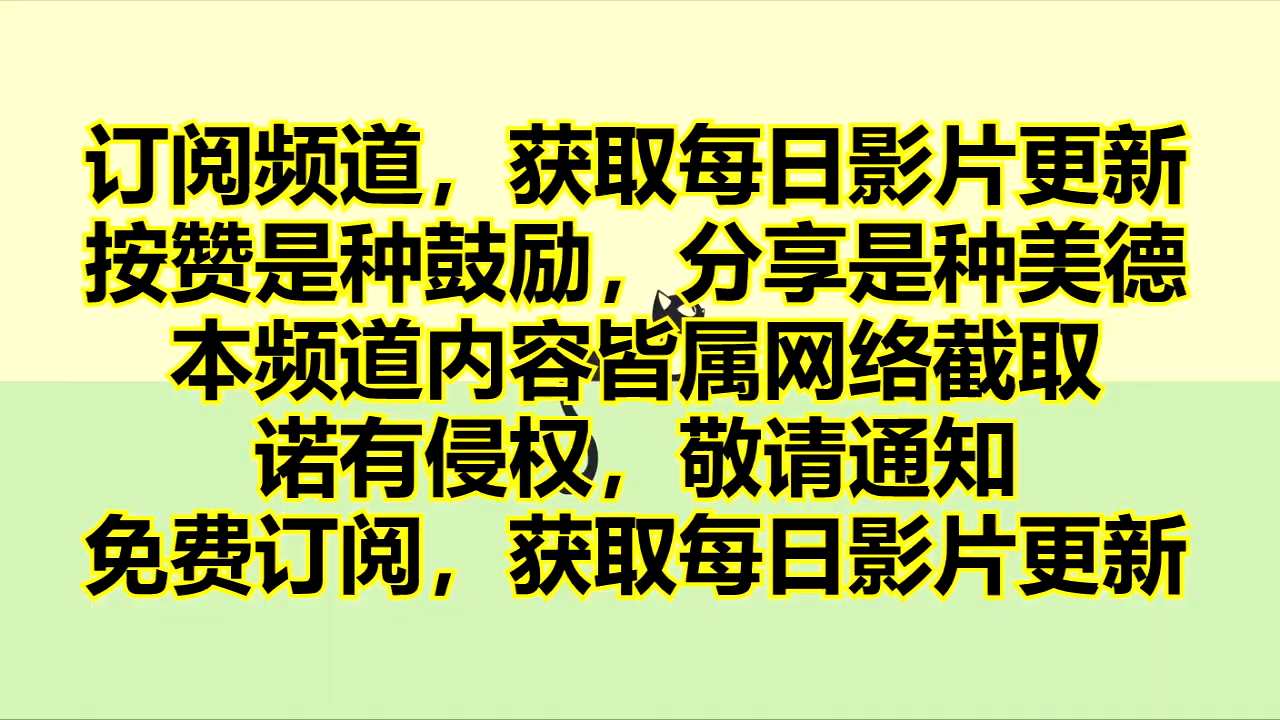 订阅频道，获取每日影片更新
按赞是种鼓励，分享是种美德
本频道内容皆属网络截取
诺有侵权，敬请通知
免费订阅，获取每日影片更新